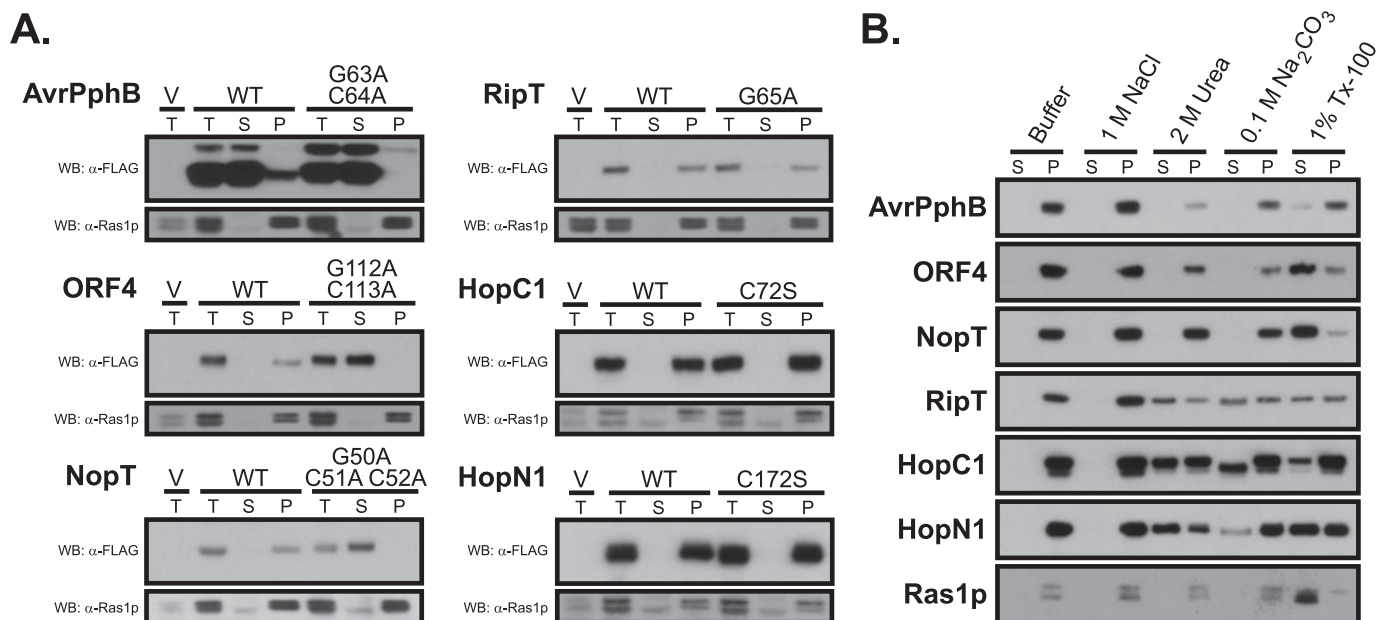 A.
AvrPphB
V
WT
G63A
C64A
T T S P T S P
WB: α-FLAG
WB: α-Ras1p
RipT
V
WT
G65A
T T S P T S P
WB: α-FLAG
WB: α-Ras1p
ORF4
V
WT
G112A
C113A
T T S P T S P
WB: α-FLAG
WB: α-Ras1p
HopC1
V
WT
C72S
T T S P T S P
WB: α-FLAG
WB: α-Ras1p
NopT
V
WT
G50A
C51A C52A
T T S P T S P
WB: α-FLAG
WB: α-Ras1p
HopN1
V
WT
C172S
T T S P T S P
WB: α-FLAG
WB: α-Ras1p
B.
Buffer
1 M NaCl
2 M Urea
0.1 M Na₂CO₃
1% Tx-100
S P S P S P S P S P
AvrPphB
ORF4
NopT
RipT
HopC1
HopN1
Ras1p